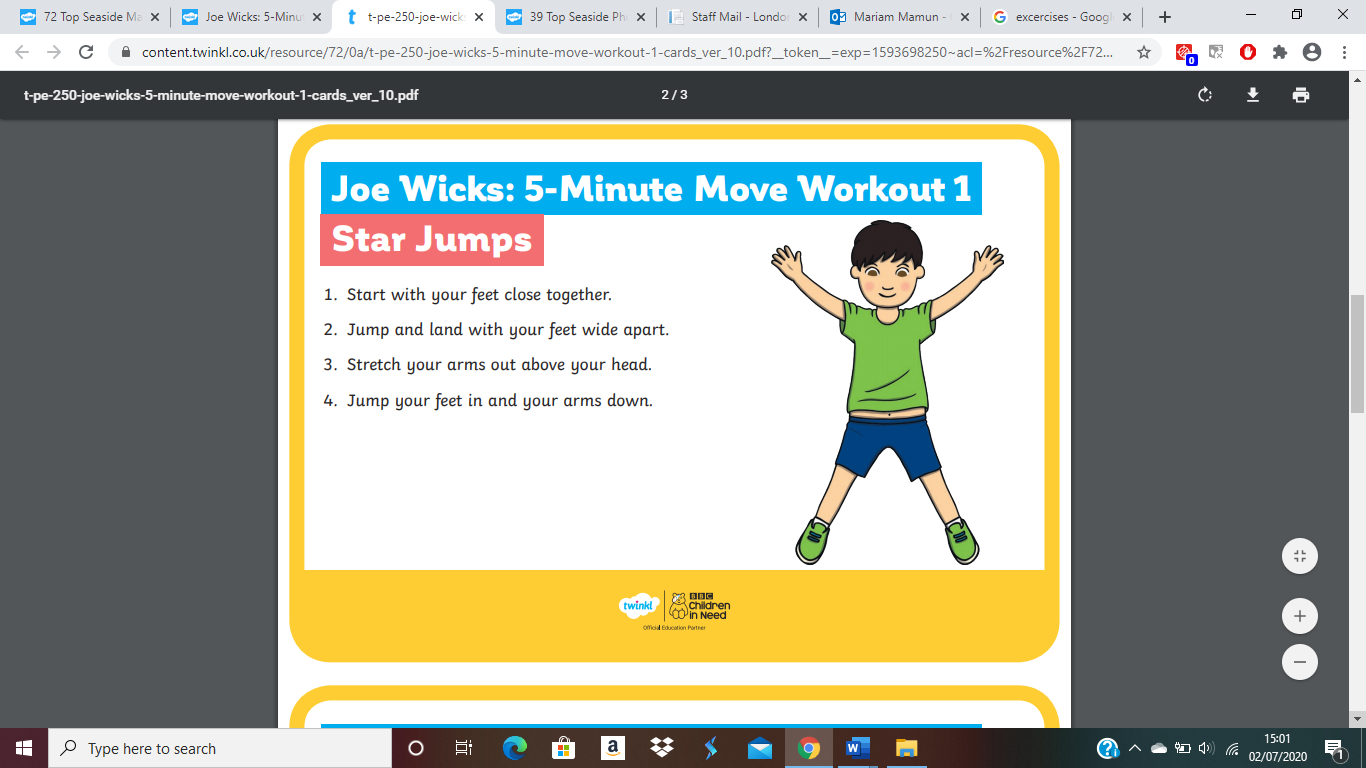 72 Top Seaside Ma
Joe Wicks: 5-Minu
t-pe-250-joe-wick
39 Top Seaside Ph
Staff Mail - Londo
Mariam Mamun -
excercises - Googl
content.twinkl.co.uk/resource/72/0a/t-pe-250-joe-wicks-5-minute-move-workout-1-cards_ver_10.pdf?__token__=exp=1593698250~acl=%2Fresource%2F72...
0
t-pe-250-joe-wicks-5-minute-move-workout-1-cards_ver_10.pdf
2 / 3
Joe Wicks: 5-Minute Move Workout 1
Star Jumps
1. Start with your feet close together.
2. Jump and land with your feet wide apart.
3. Stretch your arms out above your head.
4. Jump your feet in and your arms down.
twinkl
BBC
Children
in Need
Official Education Partner
Type here to search
15:01
02/07/2020
1